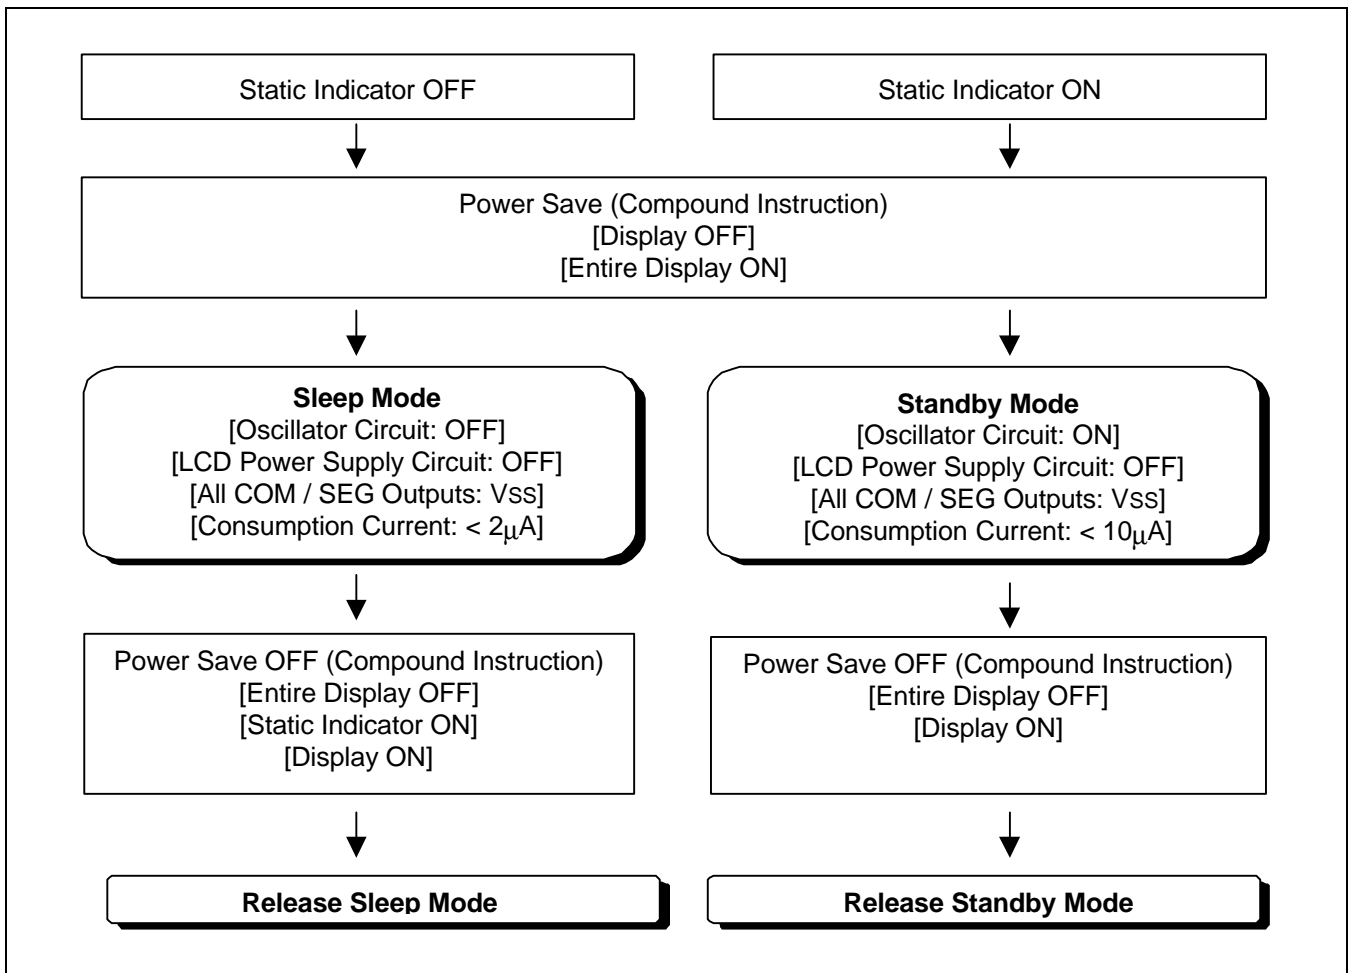 Static Indicator OFF
Static Indicator ON
Power Save (Compound Instruction)
[Display OFF]
[Entire Display ON]
Sleep Mode
[Oscillator Circuit: OFF]
[LCD Power Supply Circuit: OFF]
[All COM / SEG Outputs: VSS]
[Consumption Current: < 2μA]
Standby Mode
[Oscillator Circuit: ON]
[LCD Power Supply Circuit: OFF]
[All COM / SEG Outputs: VSS]
[Consumption Current: < 10μA]
Power Save OFF (Compound Instruction)
[Entire Display OFF]
[Static Indicator ON]
[Display ON]
Power Save OFF (Compound Instruction)
[Entire Display OFF]
[Display ON]
Release Sleep Mode
Release Standby Mode